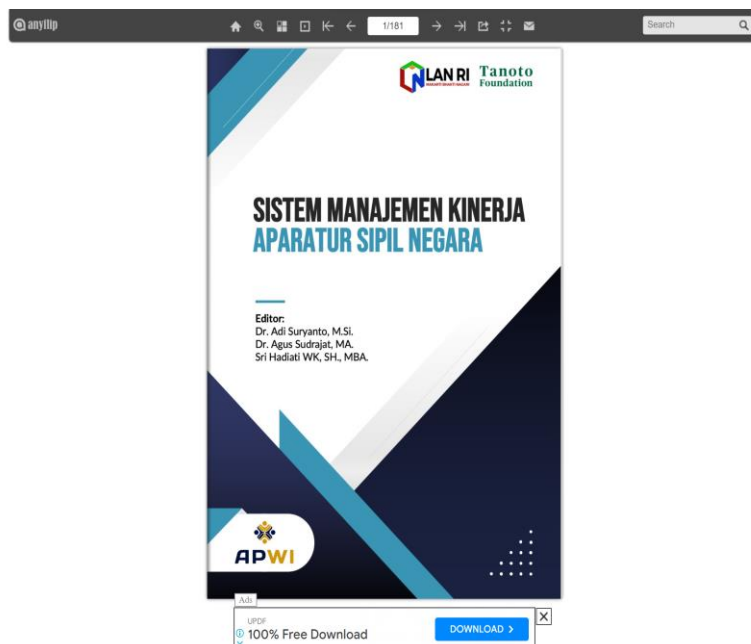 anyflip
1/181
Search
LAN RI
Tanoto
Foundation
SISTEM MANAJEMEN KINERJA
APARATUR SIPIL NEGARA
Editor:
Dr. Adi Suryanto, M.Si.
Dr. Agus Sudrajat, MA.
Sri Hadiati WK, SH., MBA.
APWI
Ads
UPDF
100% Free Download
DOWNLOAD >